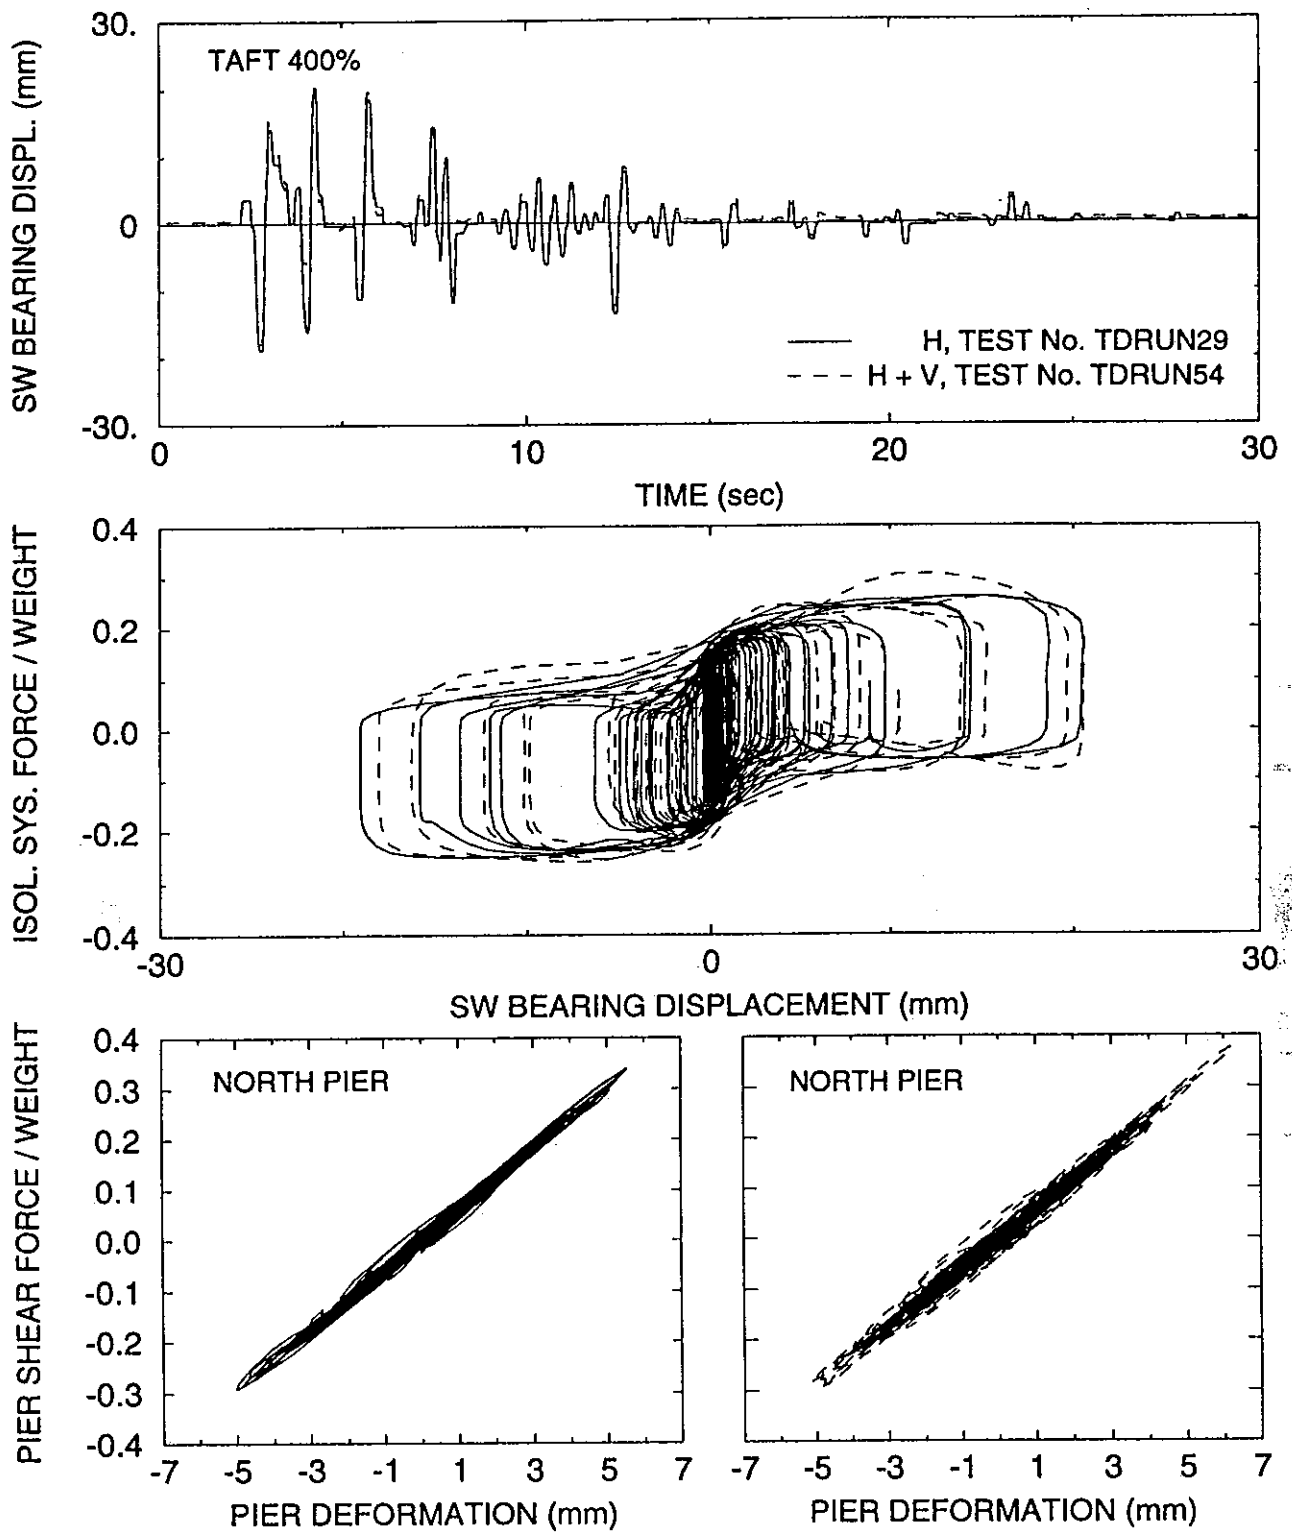 SW BEARING DISPL. (mm)
30.
0
-30.
TAFT 400%
H, TEST No. TDRUN29
H + V, TEST No. TDRUN54
0 10 20 30
TIME (sec)
ISOL. SYS. FORCE / WEIGHT
0.4
0.2
0.0
-0.2
-0.4
-30 0 30
SW BEARING DISPLACEMENT (mm)
PIER SHEAR FORCE / WEIGHT
0.4
0.3
0.2
0.1
0.0
-0.1
-0.2
-0.3
-0.4
NORTH PIER
-7 -5 -3 -1 1 3 5 7
PIER DEFORMATION (mm)
NORTH PIER
-7 -5 -3 -1 1 3 5 7
PIER DEFORMATION (mm)